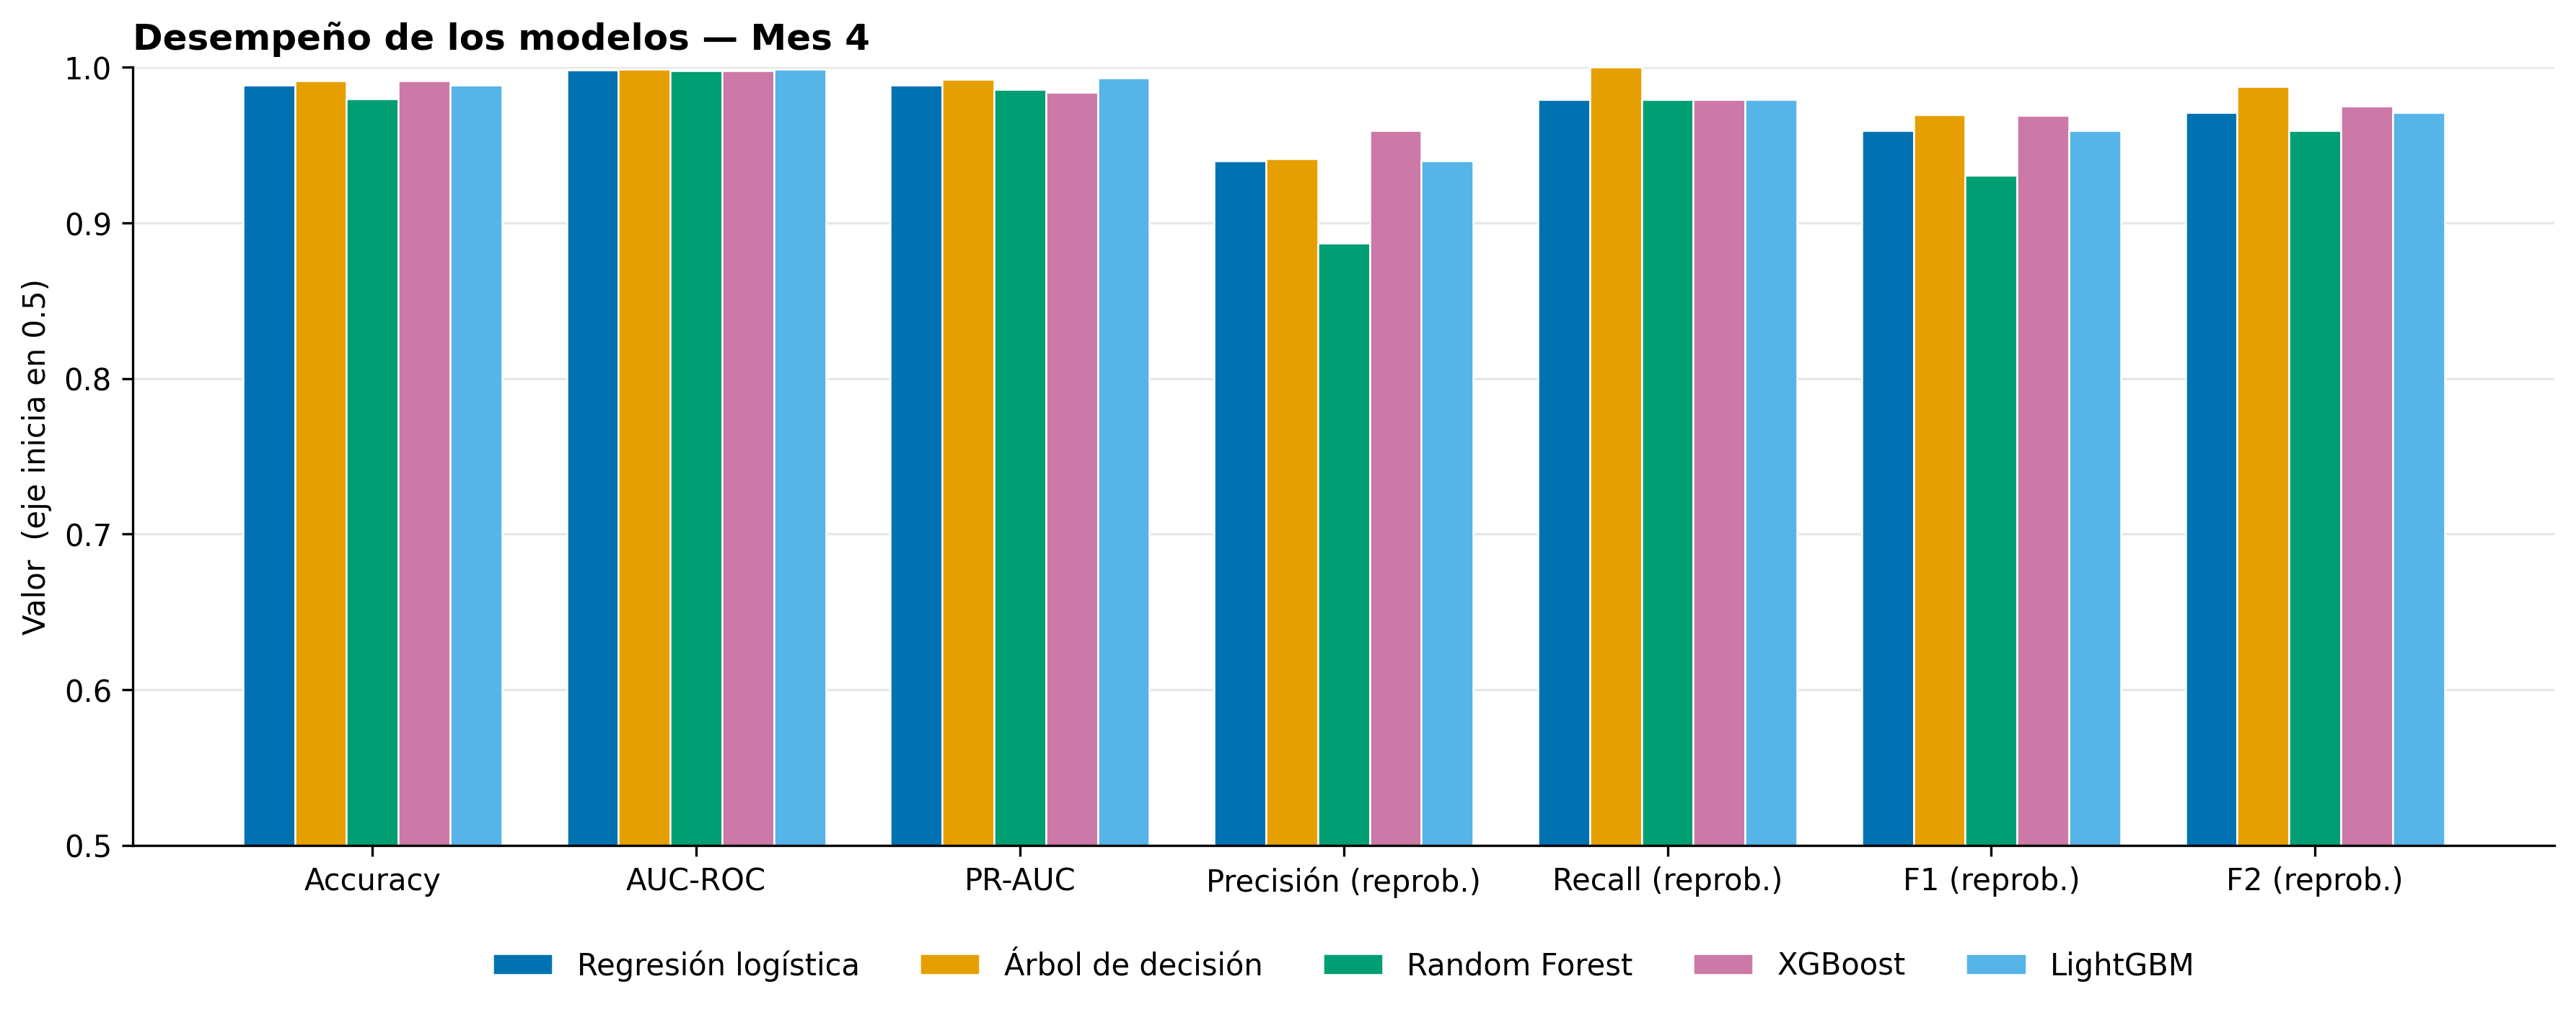 Desempeño de los modelos — Mes 4
Valor (eje inicia en 0.5)
1.0
0.9
0.8
0.7
0.6
0.5
Accuracy
AUC-ROC
PR-AUC
Precisión (reprob.)
Recall (reprob.)
F1 (reprob.)
F2 (reprob.)
Regresión logística
Árbol de decisión
Random Forest
XGBoost
LightGBM